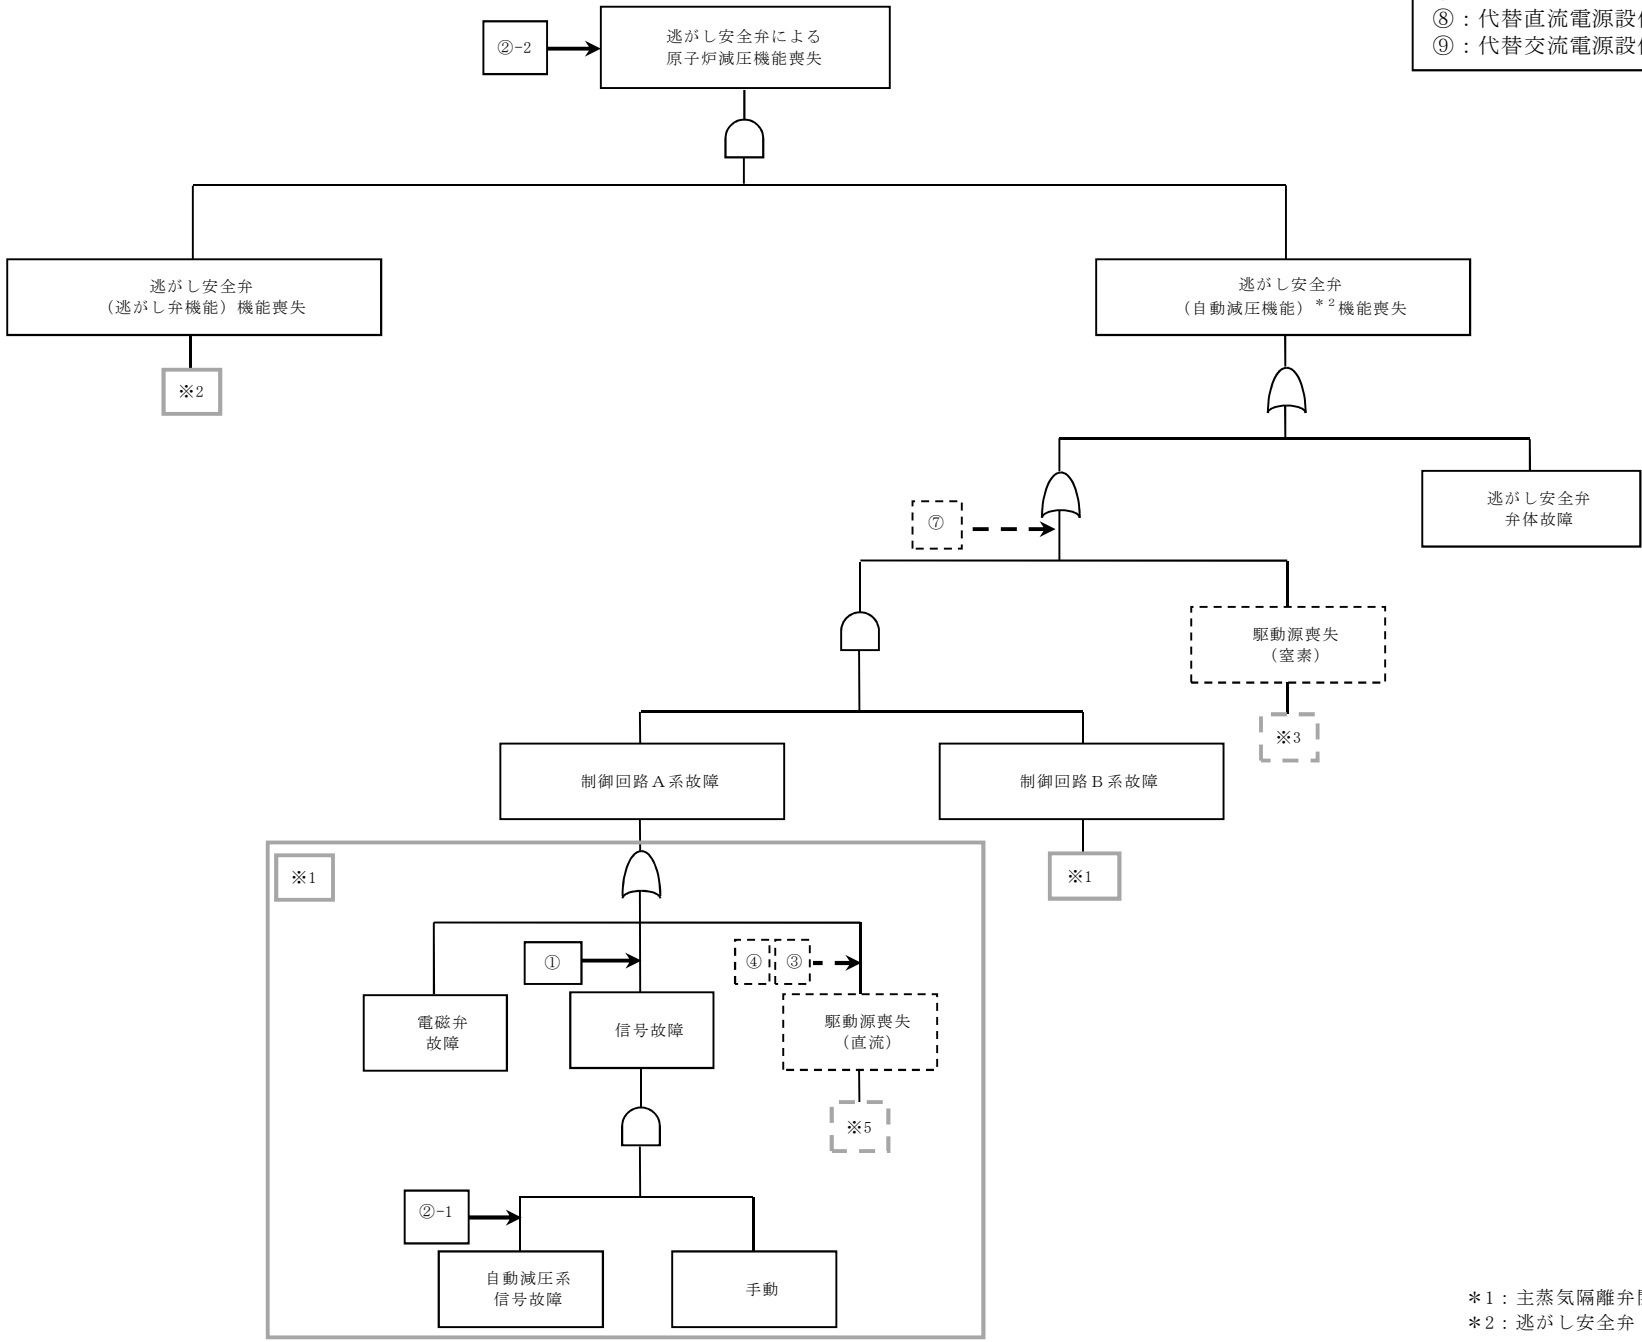 ⑧：代替直流電源設
⑨：代替交流電源設
②-2
逃がし安全弁による
原子炉減圧機能喪失
逃がし安全弁
（逃がし弁機能）機能喪失
逃がし安全弁
（自動減圧機能）＊2機能喪失
※2
逃がし安全弁
弁体故障
⑦
駆動源喪失
（窒素）
※3
制御回路Ａ系故障
制御回路Ｂ系故障
※1
※1
①
④
③
電磁弁
故障
信号故障
駆動源喪失
（直流）
※5
②-1
自動減圧系
信号故障
手動
＊1：主蒸気隔離弁
＊2：逃がし安全弁